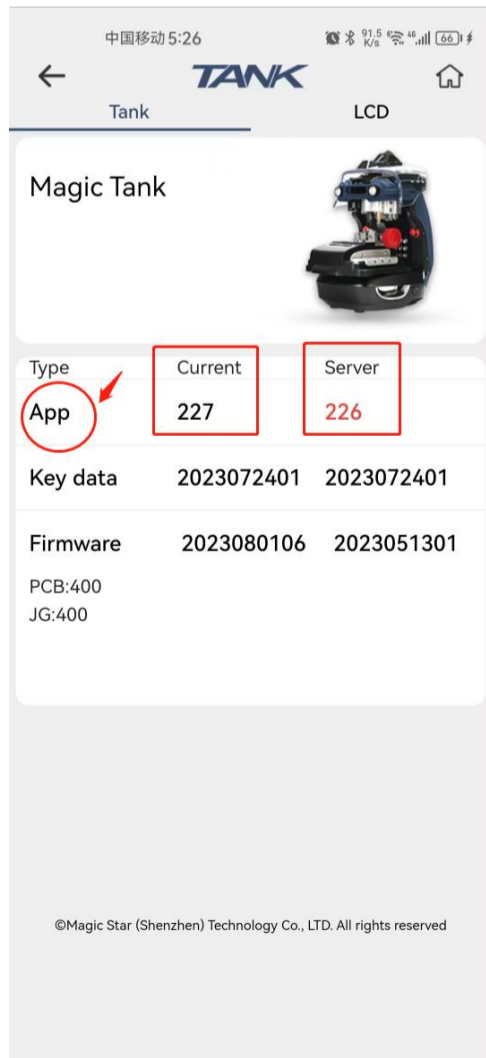 中国移动 5:26 91.5 K/s 46 66
TANK
Tank LCD
Magic Tank
Type Current Server
App 227 226
Key data 2023072401 2023072401
Firmware 2023080106 2023051301
PCB:400
JG:400
©Magic Star (Shenzhen) Technology Co., LTD. All rights reserved